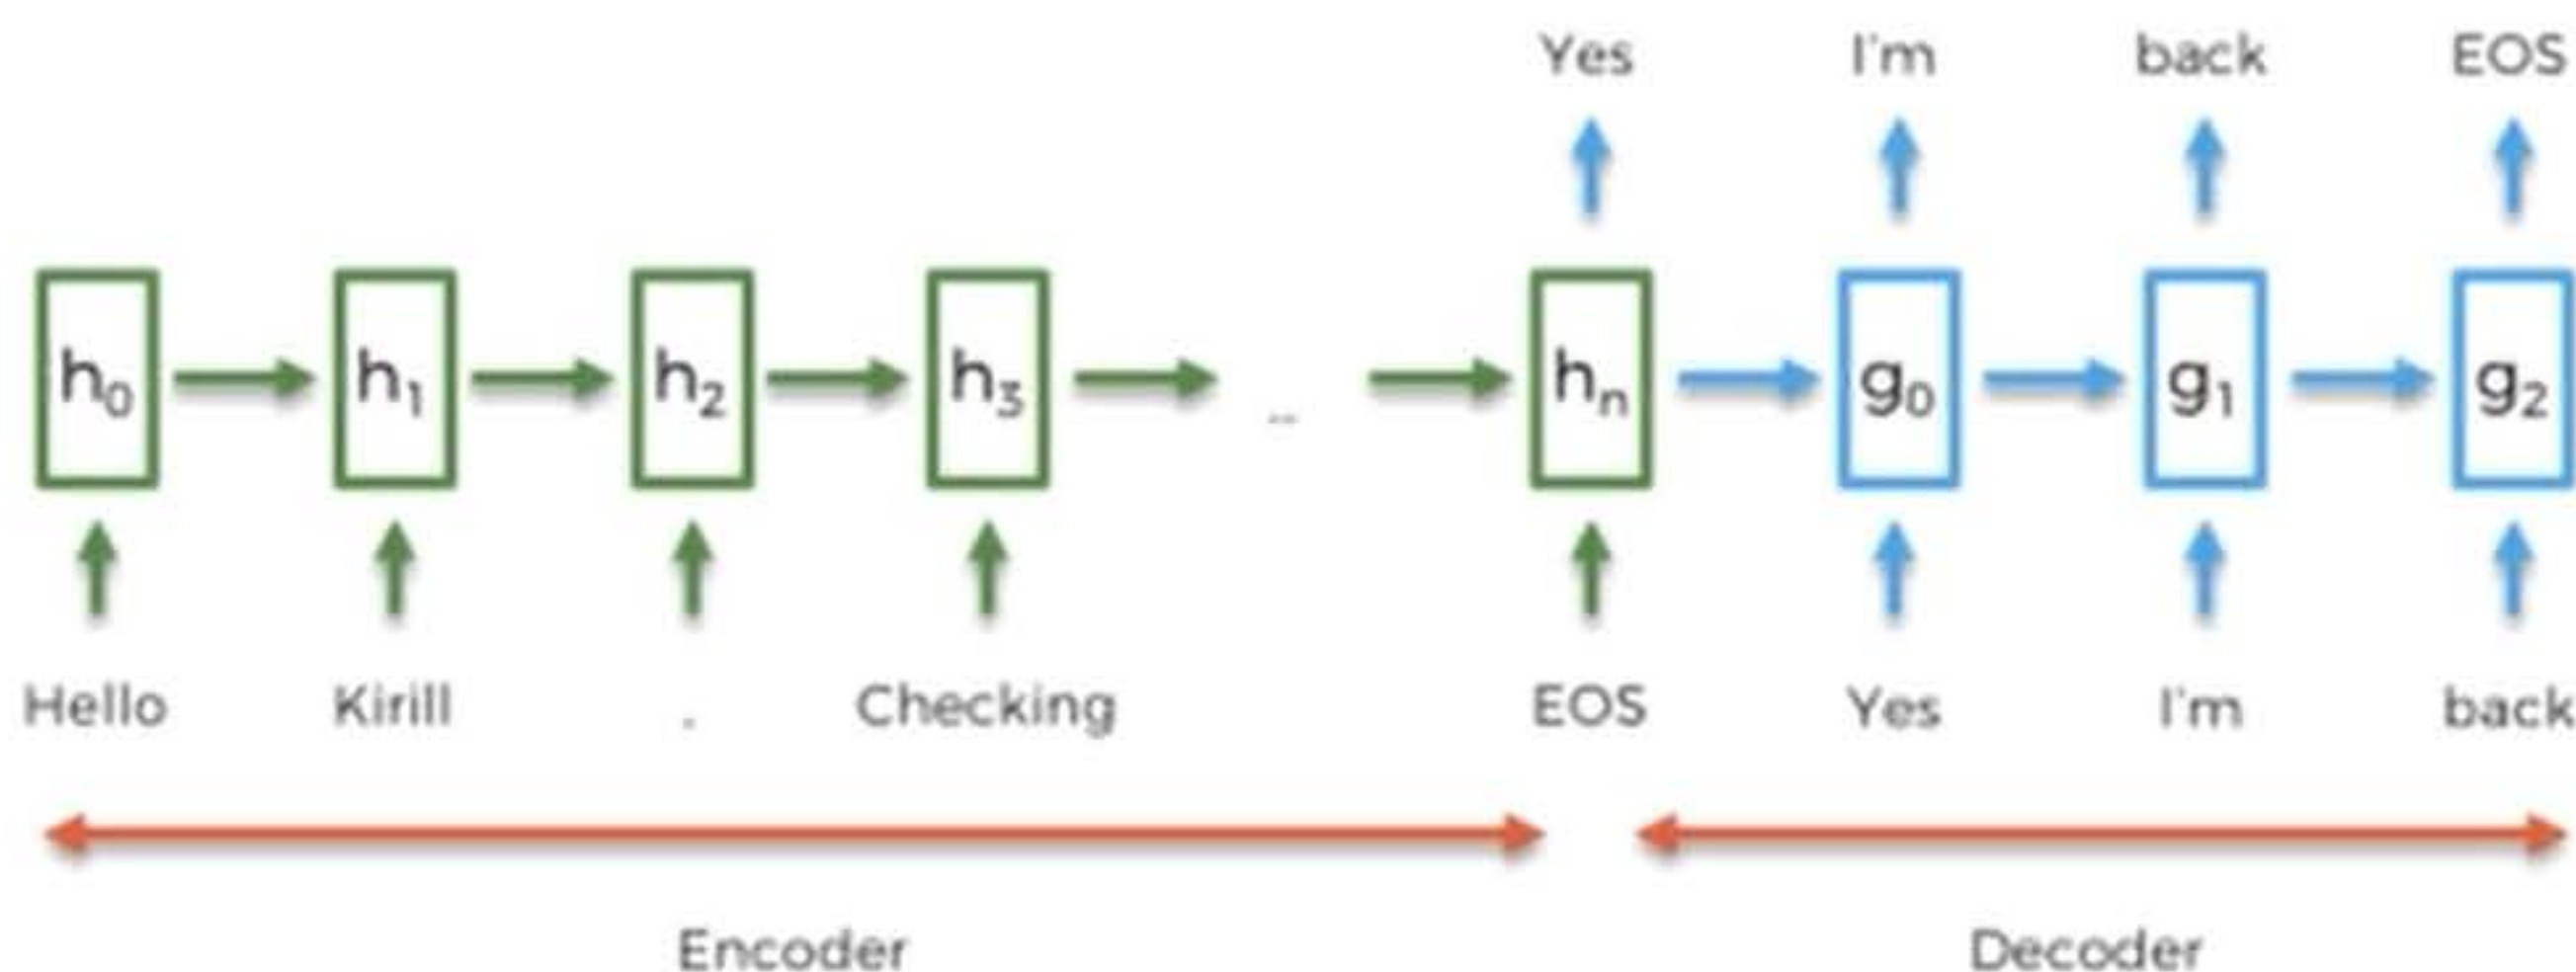 Yes I'm back EOS
h0 h1 h2 h3 .. hn g0 g1 g2
Hello Kirill . Checking EOS Yes I'm back
Encoder Decoder